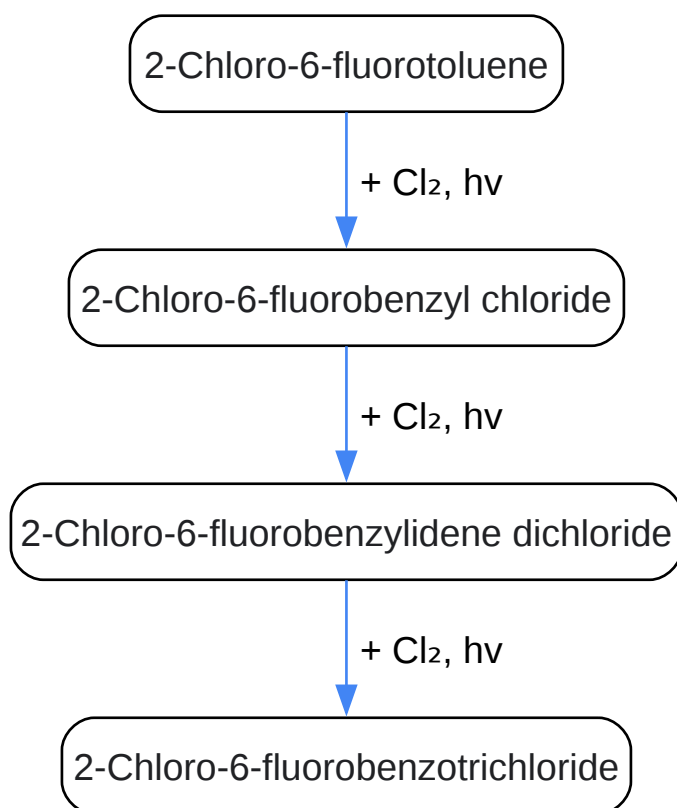 2-Chloro-6-fluorotoluene
+ Cl₂, hv
2-Chloro-6-fluorobenzyl chloride
+ Cl₂, hv
2-Chloro-6-fluorobenzylidene dichloride
+ Cl₂, hv
2-Chloro-6-fluorobenzotrichloride